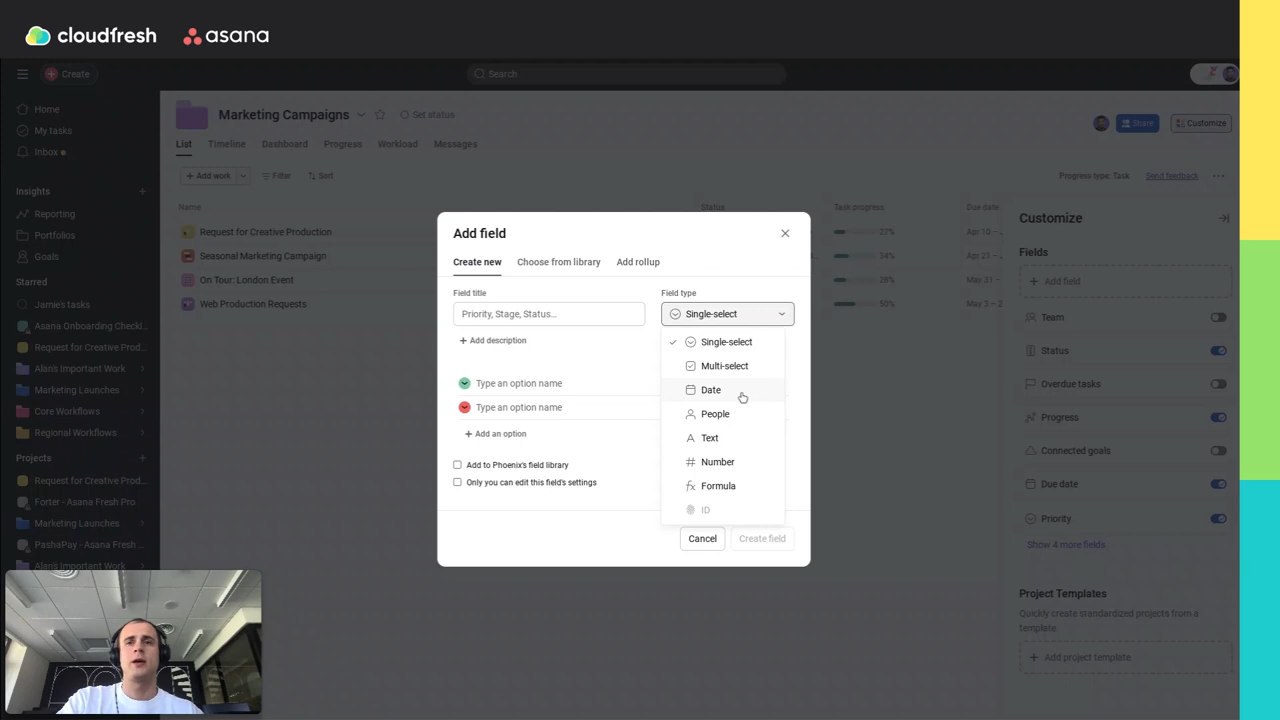 cloudfresh asana
Create
Search
Home
My tasks
Inbox
Insights
Reporting
Portfolios
Goals
Starred
Jamie's tasks
Asana Onboarding Checkl...
Request for Creative Prod...
Alan's Important Work
Marketing Launches
Core Workflows
Regional Workflows
Projects
Request for Creative Prod...
Forter - Asana Fresh Pro
Marketing Launches
PashaPay - Asana Fresh...
Alan's Important Work
Marketing Campaigns
Set status
Share
Customize
List Timeline Dashboard Progress Workload Messages
+ Add work
Filter
Sort
Progress type: Task
Send feedback
Name Status Task progress Due date
Request for Creative Production 27% Apr 10 – ...
Seasonal Marketing Campaign 34% Apr 21 – ...
On Tour: London Event 28% May 31 – ...
Web Production Requests 50% May 3 – 2
Add field
Create new Choose from library Add rollup
Field title
Priority, Stage, Status...
+ Add description
Type an option name
Type an option name
+ Add an option
Add to Phoenix's field library
Only you can edit this field's settings
Field type
Single-select
Single-select
Multi-select
Date
People
Text
Number
Formula
ID
Cancel
Create field
Customize
Fields
+ Add field
Team
Status
Overdue tasks
Progress
Connected goals
Due date
Priority
Show 4 more fields
Project Templates
Quickly create standardized projects from a
template.
+ Add project template